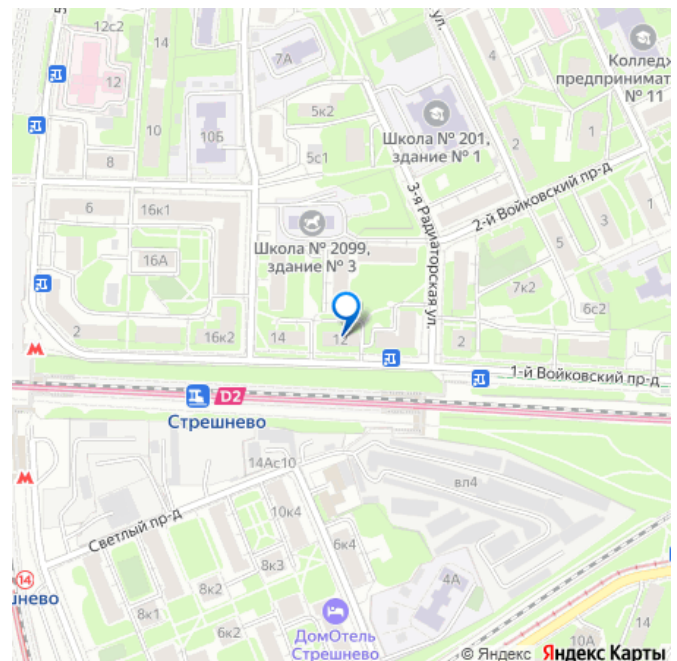 12с2
14
7А
ул.
4
Колледж
предпринимат
№ 11
12
5к2
10
10Б
Школа № 201,
здание № 1
1
2
8
5с1
3-я Радиаторская ул.
2-й Войковский пр-д
1
3
6
16к1
5
Школа № 2099,
здание № 3
16А
7к2
6с2
2
16к2
14
12
2
1-й Войковский пр-д
D2
Стрешнево
14Ас10
вл4
Светлый пр-д
10к4
6к4
8к3
8к2
4А
14
шнево
8к1
6к2
ДомОтель
Стрешнево
14
10А
© Яндекс Яндекс Карты